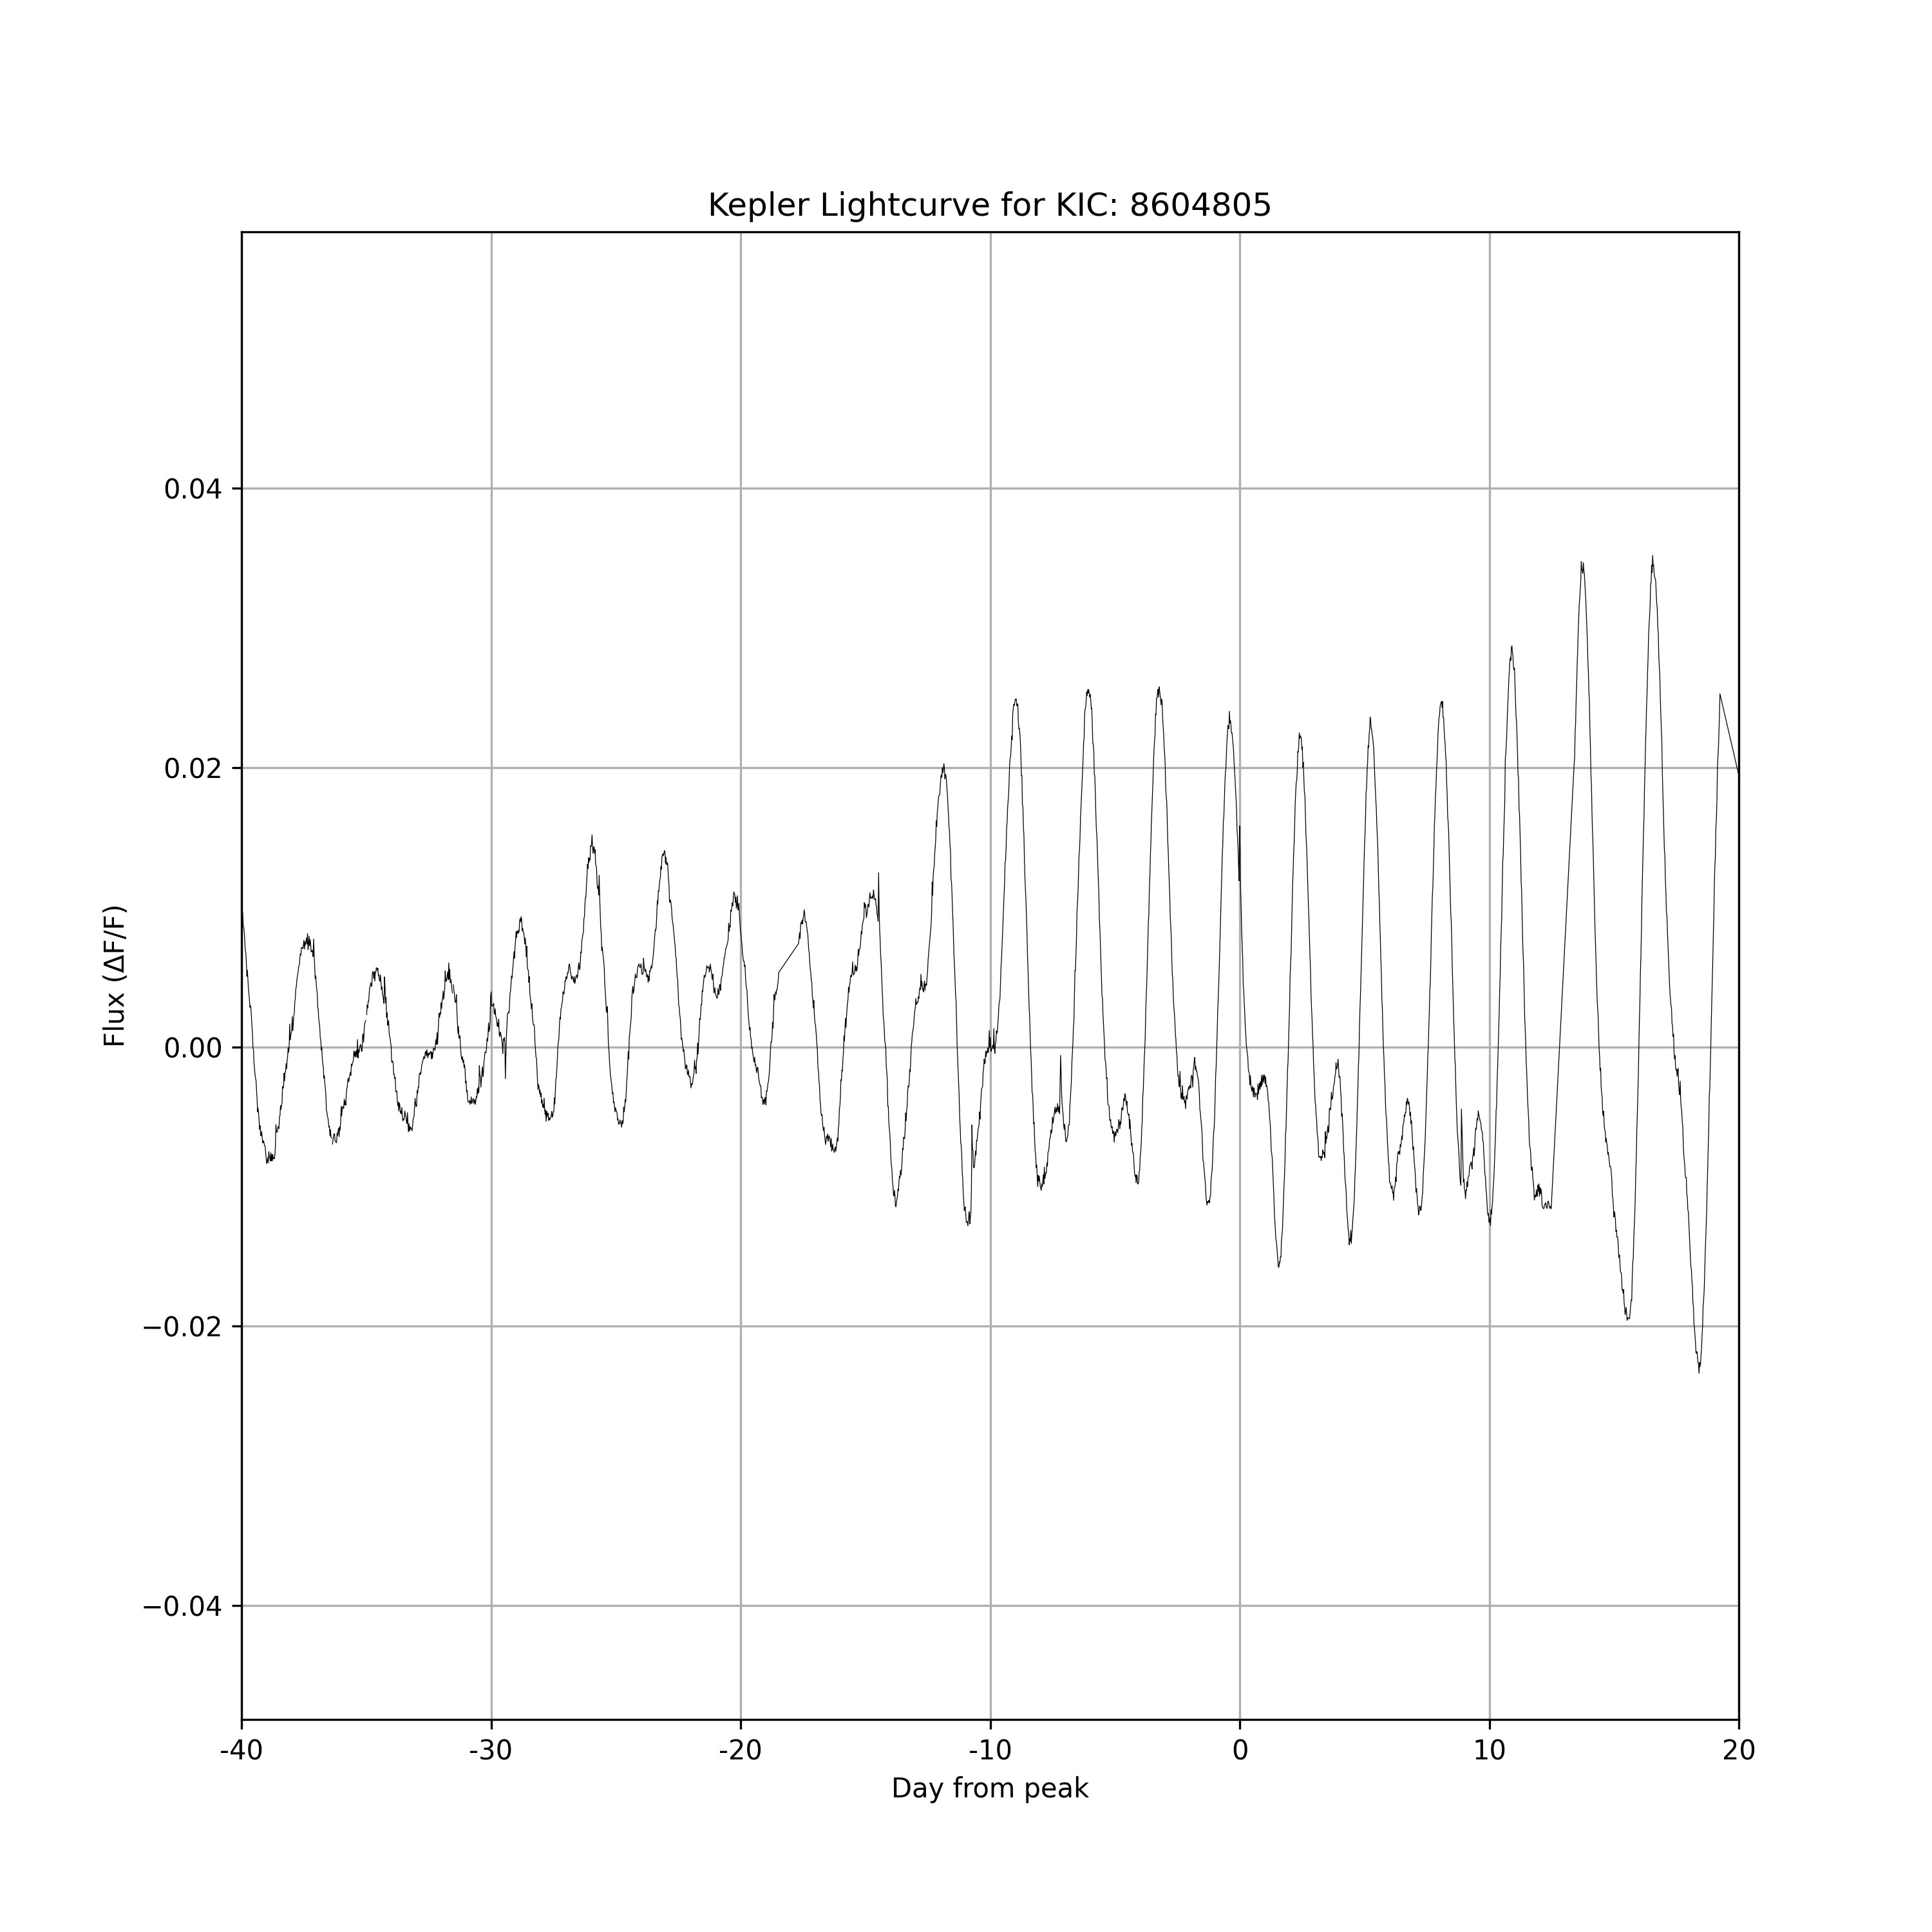 Kepler Lightcurve for KIC: 8604805
Flux (ΔF/F)
0.04
0.02
0.00
−0.02
−0.04
-40 -30 -20 -10 0 10 20
Day from peak